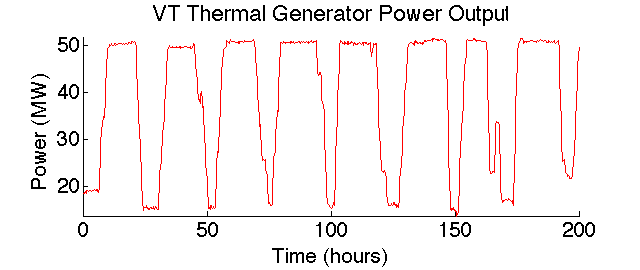 VT Thermal Generator Power Output
50
40
30
20
Power (MW)
0 50 100 150 200
Time (hours)